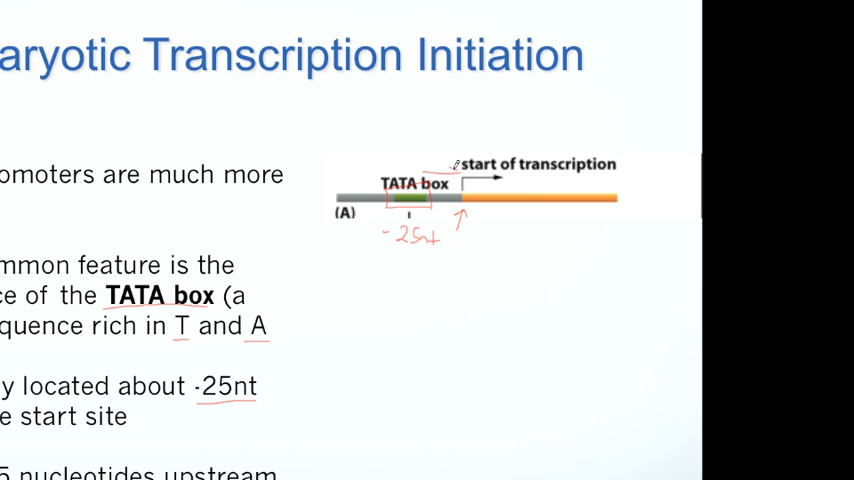 aryotic Transcription Initiation
omoters are much more
mmon feature is the
ce of the TATA box (a
quence rich in T and A
y located about -25nt
e start site
5 nucleotides upstream
start of transcription
TATA box
(A)
-25nt